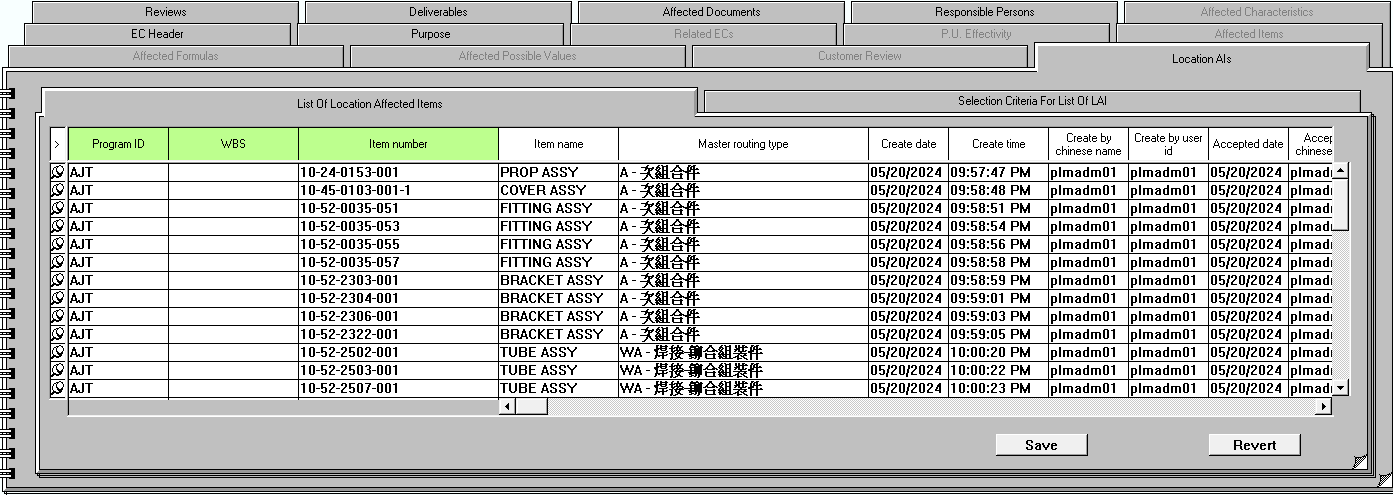 Reviews Deliverables Affected Documents Responsible Persons Affected Characteristics
EC Header Purpose Related ECs P.U. Effectivity Affected Items
Affected Formulas Affected Possible Values Customer Review Location AIs
List Of Location Affected Items Selection Criteria For List Of LAI
> Program ID WBS Item number Item name Master routing type Create date Create time Create by chinese name Create by user id Accepted date Accep chinese
AJT 10-24-0153-001 PROP ASSY A - 次組合件 05/20/2024 09:57:47 PM plmadm01 plmadm01 05/20/2024 plmad
AJT 10-45-0103-001-1 COVER ASSY A - 次組合件 05/20/2024 09:58:48 PM plmadm01 plmadm01 05/20/2024 plmad
AJT 10-52-0035-051 FITTING ASSY A - 次組合件 05/20/2024 09:58:51 PM plmadm01 plmadm01 05/20/2024 plmad
AJT 10-52-0035-053 FITTING ASSY A - 次組合件 05/20/2024 09:58:54 PM plmadm01 plmadm01 05/20/2024 plmad
AJT 10-52-0035-055 FITTING ASSY A - 次組合件 05/20/2024 09:58:56 PM plmadm01 plmadm01 05/20/2024 plmad
AJT 10-52-0035-057 FITTING ASSY A - 次組合件 05/20/2024 09:58:58 PM plmadm01 plmadm01 05/20/2024 plmad
AJT 10-52-2303-001 BRACKET ASSY A - 次組合件 05/20/2024 09:58:59 PM plmadm01 plmadm01 05/20/2024 plmad
AJT 10-52-2304-001 BRACKET ASSY A - 次組合件 05/20/2024 09:59:01 PM plmadm01 plmadm01 05/20/2024 plmad
AJT 10-52-2306-001 BRACKET ASSY A - 次組合件 05/20/2024 09:59:03 PM plmadm01 plmadm01 05/20/2024 plmad
AJT 10-52-2322-001 BRACKET ASSY A - 次組合件 05/20/2024 09:59:05 PM plmadm01 plmadm01 05/20/2024 plmad
AJT 10-52-2502-001 TUBE ASSY WA - 焊接-鉚合組裝件 05/20/2024 10:00:20 PM plmadm01 plmadm01 05/20/2024 plmad
AJT 10-52-2503-001 TUBE ASSY WA - 焊接-鉚合組裝件 05/20/2024 10:00:22 PM plmadm01 plmadm01 05/20/2024 plmad
AJT 10-52-2507-001 TUBE ASSY WA - 焊接-鉚合組裝件 05/20/2024 10:00:23 PM plmadm01 plmadm01 05/20/2024 plmad
Save Revert